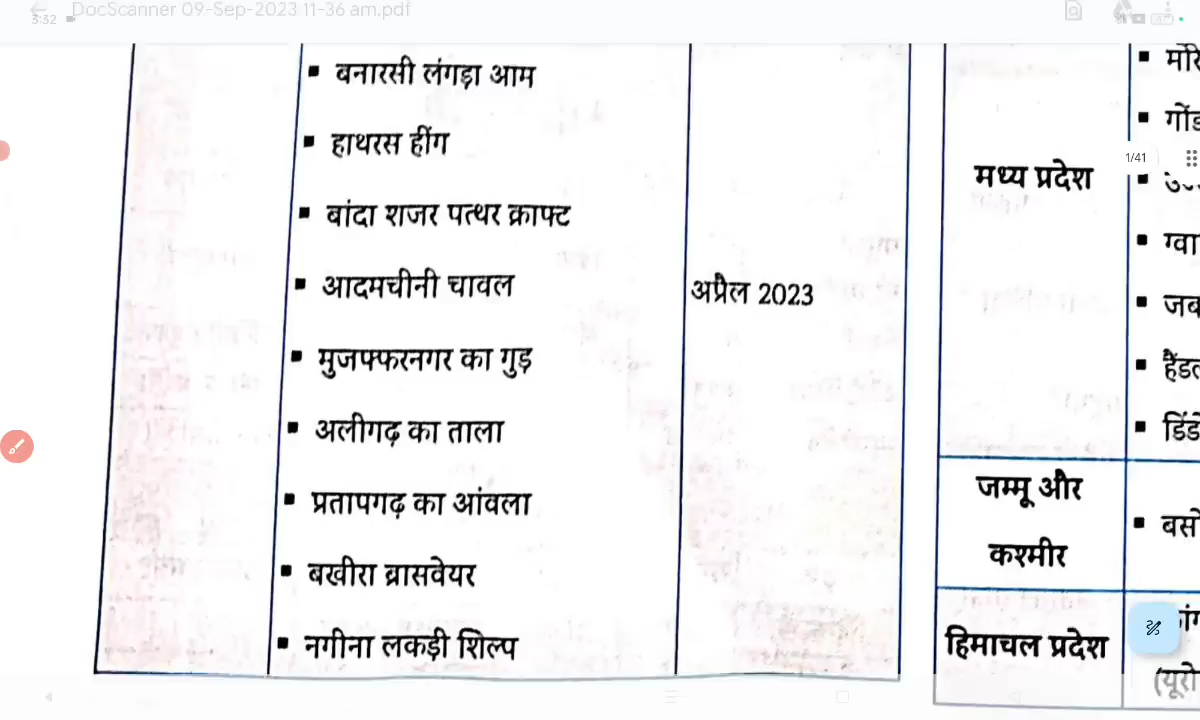 DocScanner 09-Sep-2023 11-36 am.pdf
3:32
■ बनारसी लंगड़ा आम
■ हाथरस हींग
■ बांदा शजर पत्थर क्राफ्ट
■ आदमचीनी चावल
■ मुजफ्फरनगर का गुड़
■ अलीगढ़ का ताला
■ प्रतापगढ़ का आंवला
■ बखीरा ब्रासवेयर
■ नगीना लकड़ी शिल्प
अप्रैल 2023
1/41
मध्य प्रदेश
जम्मू और
कश्मीर
हिमाचल प्रदेश